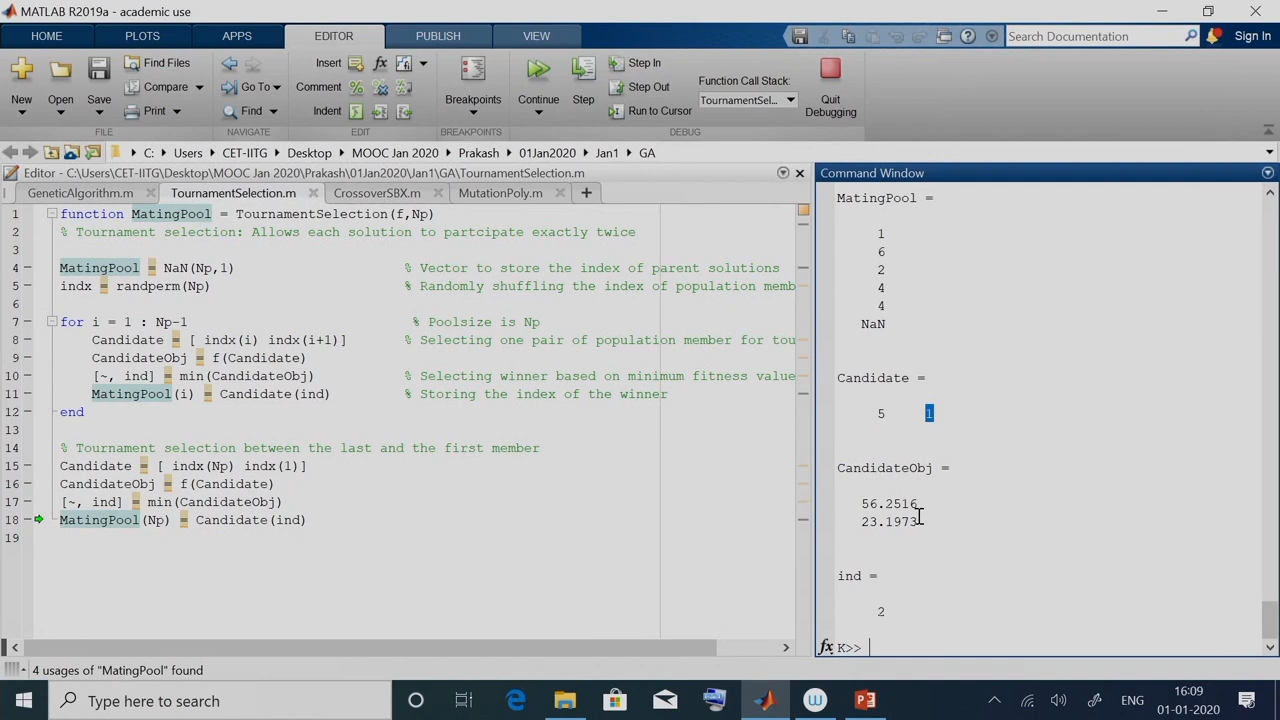 MATLAB R2019a - academic use
HOME PLOTS APPS EDITOR PUBLISH VIEW Search Documentation Sign In
New Open Save Find Files Compare Print
Go To Find
Insert fx Comment % Indent
Breakpoints
Continue Step Step In Step Out Run to Cursor
Function Call Stack:
TournamentSel...
Quit Debugging
FILE NAVIGATE EDIT BREAKPOINTS DEBUG
C: Users CET-IITG Desktop MOOC Jan 2020 Prakash 01Jan2020 Jan1 GA
Editor - C:\Users\CET-IITG\Desktop\MOOC Jan 2020\Prakash\01Jan2020\Jan1\GA\TournamentSelection.m
GeneticAlgorithm.m TournamentSelection.m CrossoverSBX.m MutationPoly.m
1 function MatingPool = TournamentSelection(f,Np)
2 % Tournament selection: Allows each solution to partcipate exactly twice
3
4 MatingPool = NaN(Np,1) % Vector to store the index of parent solutions
5 indx = randperm(Np) % Randomly shuffling the index of population memb
6
7 for i = 1 : Np-1 % Poolsize is Np
8 Candidate = [ indx(i) indx(i+1)] % Selecting one pair of population member for tou
9 CandidateObj = f(Candidate)
10 [~, ind] = min(CandidateObj) % Selecting winner based on minimum fitness value
11 MatingPool(i) = Candidate(ind) % Storing the index of the winner
12 end
13
14 % Tournament selection between the last and the first member
15 Candidate = [ indx(Np) indx(1)]
16 CandidateObj = f(Candidate)
17 [~, ind] = min(CandidateObj)
18 MatingPool(Np) = Candidate(ind)
19
4 usages of "MatingPool" found
Command Window
MatingPool =
1
6
2
4
4
NaN
Candidate =
5 1
CandidateObj =
56.2516
23.1973
ind =
2
fx K>>
Type here to search
ENG
16:09
01-01-2020